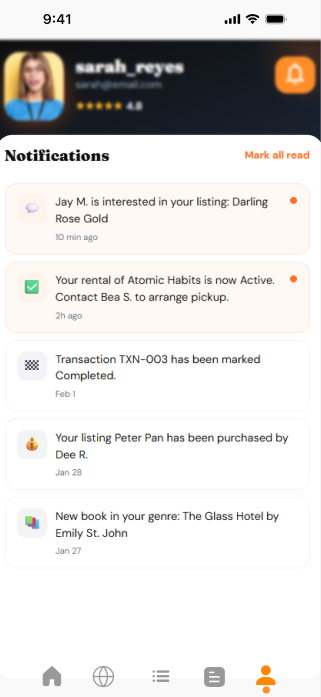 9:41
sarah_reyes
sarah@email.com
★★★★★ 4.8
Notifications
Mark all read
Jay M. is interested in your listing: Darling
Rose Gold
10 min ago
Your rental of Atomic Habits is now Active.
Contact Bea S. to arrange pickup.
2h ago
Transaction TXN-003 has been marked
Completed.
Feb 1
Your listing Peter Pan has been purchased by
Dee R.
Jan 28
New book in your genre: The Glass Hotel by
Emily St. John
Jan 27